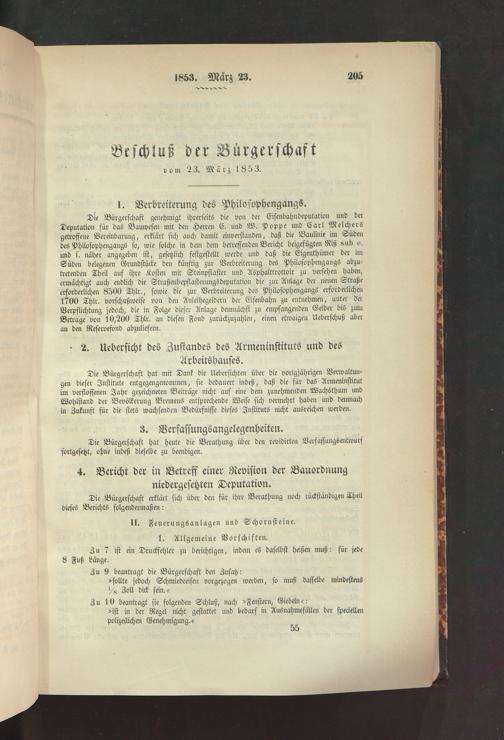 1853. März 23. 205
Beschluß der Bürgerschaft
vom 23. März 1853.
1. Verbreiterung des Philosophengangs.
Die Bürgerschaft genehmigt ihrerseits die von der Eisenbahndeputation und der
Deputation für das Bauwesen mit den Herren C. und W. Poppe und Carl Melchers
getroffene Vereinbarung, erklärt sich auch damit einverstanden, daß die Baulinie im Süden
des Philosophengangs so, wie solche in dem dem betreffenden Bericht beigefügten Riß sub e.
und f. näher angegeben ist, gesetzlich festgestellt werde und daß die Eigenthümer der im
Süden belegenen Grundstücke den künftig zur Verbreiterung des Philosophengangs abzu-
tretenden Theil auf ihre Kosten mit Steinpflaster und Asphalttrottoir zu versehen haben,
ermächtigt auch endlich die Straßenpflasterungsdeputation die zur Anlage der neuen Straße
erforderlichen 8500 Thlr., sowie die zur Verbreiterung des Philosophengangs erforderlichen
1700 Thlr. vorschußweise von den Anleihegeldern der Eisenbahn zu entnehmen, unter der
Verpflichtung jedoch, die in Folge dieser Anlage demnächst zu empfangenden Gelder bis zum
Betrage von 10,200 Thlr. an diesen Fond zurückzuzahlen, einen etwaigen Ueberschuß aber
an den Reservefond abzuliefern.
2. Uebersicht des Zustandes des Armeninstituts und des
Arbeitshauses.
Die Bürgerschaft hat mit Dank die Uebersichten über die vorigjährigen Verwaltun-
gen dieser Institute entgegengenommen, sie bedauert indeß, daß die für das Armeninstitut
im verflossenen Jahr gezeichneten Beiträge nicht auf eine dem zunehmenden Wachsthum und
Wohlstand der Bevölkerung Bremens entsprechende Weise sich vermehrt haben und demnach
in Zukunft für die stets wachsenden Bedürfnisse dieses Instituts nicht ausreichen werden.
3. Verfassungsangelegenheiten.
Die Bürgerschaft hat heute die Berathung über den revidirten Verfassungsentwurf
fortgesetzt, ohne indeß dieselbe zu beendigen.
4. Bericht der in Betreff einer Revision der Bauordnung
niedergesetzten Deputation.
Die Bürgerschaft erklärt sich über den für ihre Berathung noch rückständigen Theil
dieses Berichts folgendermaßen:
II. Feuerungsanlagen und Schornsteine.
1. Allgemeine Vorschriften.
Zu 7 ist ein Druckfehler zu berichtigen, indem es daselbst heißen muß: für jede
8 Fuß Länge.
Zu 9 beantragt die Bürgerschaft den Zusatz:
»sollte jedoch Schmiedeeisen vorgezogen werden, so muß dasselbe mindestens
1/8 Zoll dick sein.«
Zu 10 beantragt sie folgenden Schluß, nach »Fenstern, Giebeln«:
»ist in der Regel nicht gestattet und bedarf in Ausnahmefällen der speciellen
polizeilichen Genehmigung.«
55